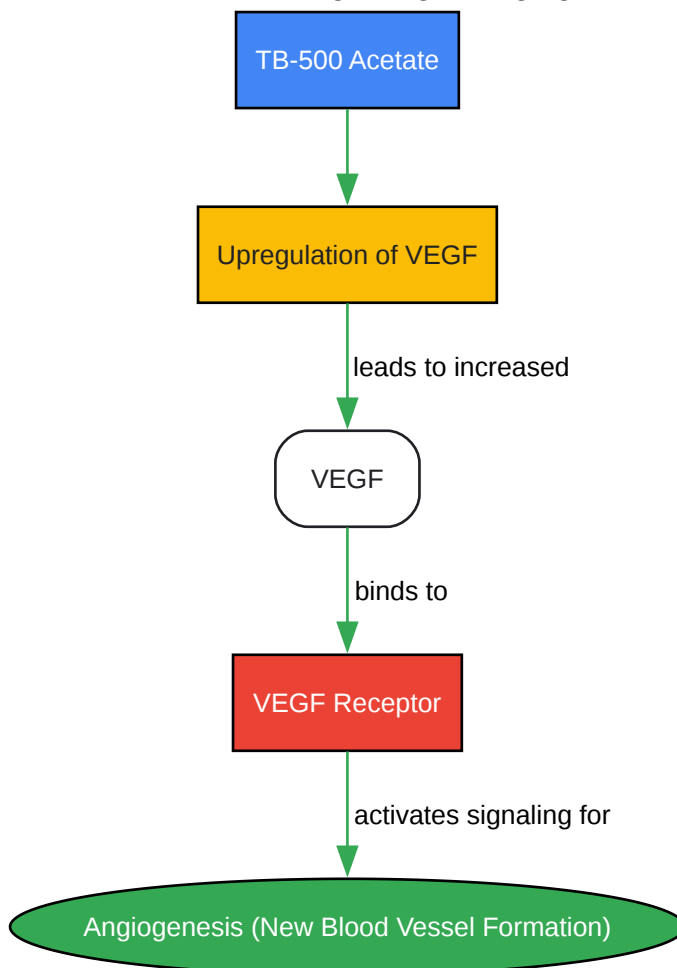 TB-500 Acetate
Upregulation of VEGF
leads to increased
VEGF
binds to
VEGF Receptor
activates signaling for
Angiogenesis (New Blood Vessel Formation)